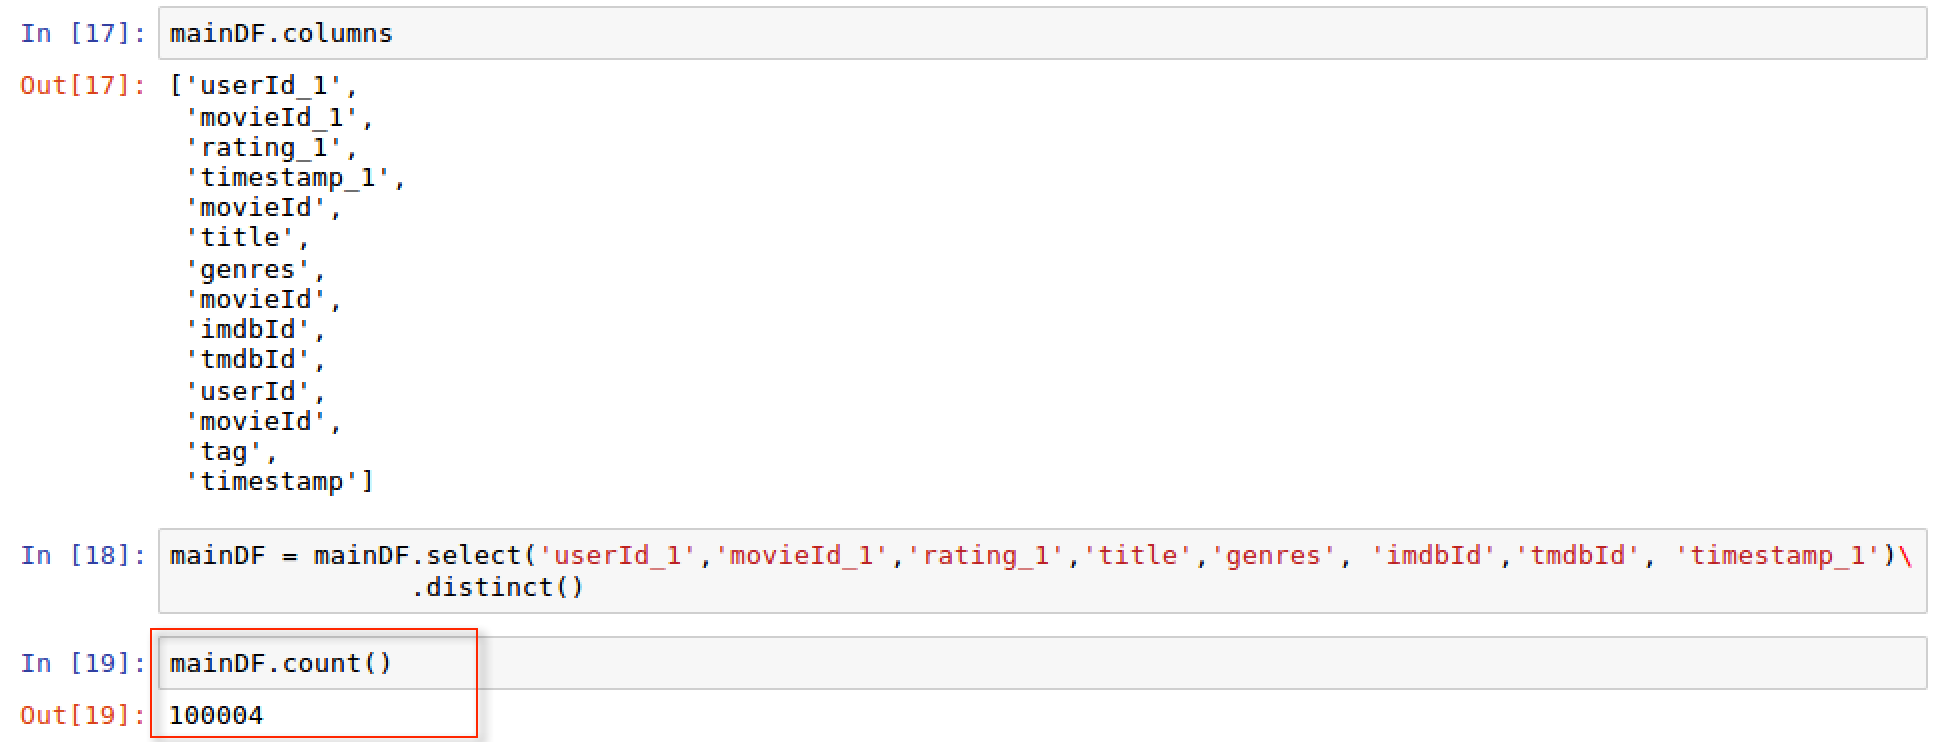 In [17]: mainDF.columns
Out[17]: ['userId_1',
'movieId_1',
'rating_1',
'timestamp_1',
'movieId',
'title',
'genres',
'movieId',
'imdbId',
'tmdbId',
'userId',
'movieId',
'tag',
'timestamp']
In [18]: mainDF = mainDF.select('userId_1','movieId_1','rating_1','title','genres', 'imdbId','tmdbId', 'timestamp_1')\
.distinct()
In [19]: mainDF.count()
Out[19]: 100004